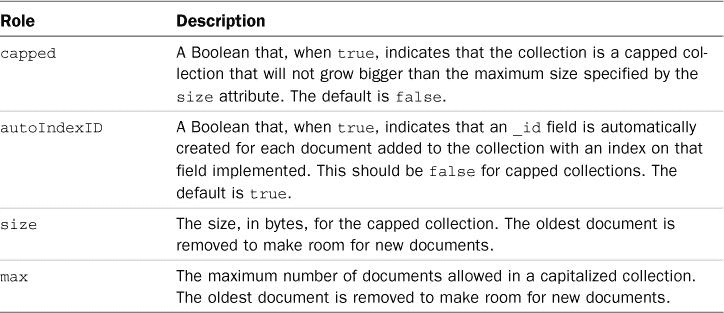 Role Description
capped A Boolean that, when true, indicates that the collection is a capped col-
lection that will not grow bigger than the maximum size specified by the
size attribute. The default is false.
autoIndexID A Boolean that, when true, indicates that an _id field is automatically
created for each document added to the collection with an index on that
field implemented. This should be false for capped collections. The
default is true.
size The size, in bytes, for the capped collection. The oldest document is
removed to make room for new documents.
max The maximum number of documents allowed in a capitalized collection.
The oldest document is removed to make room for new documents.